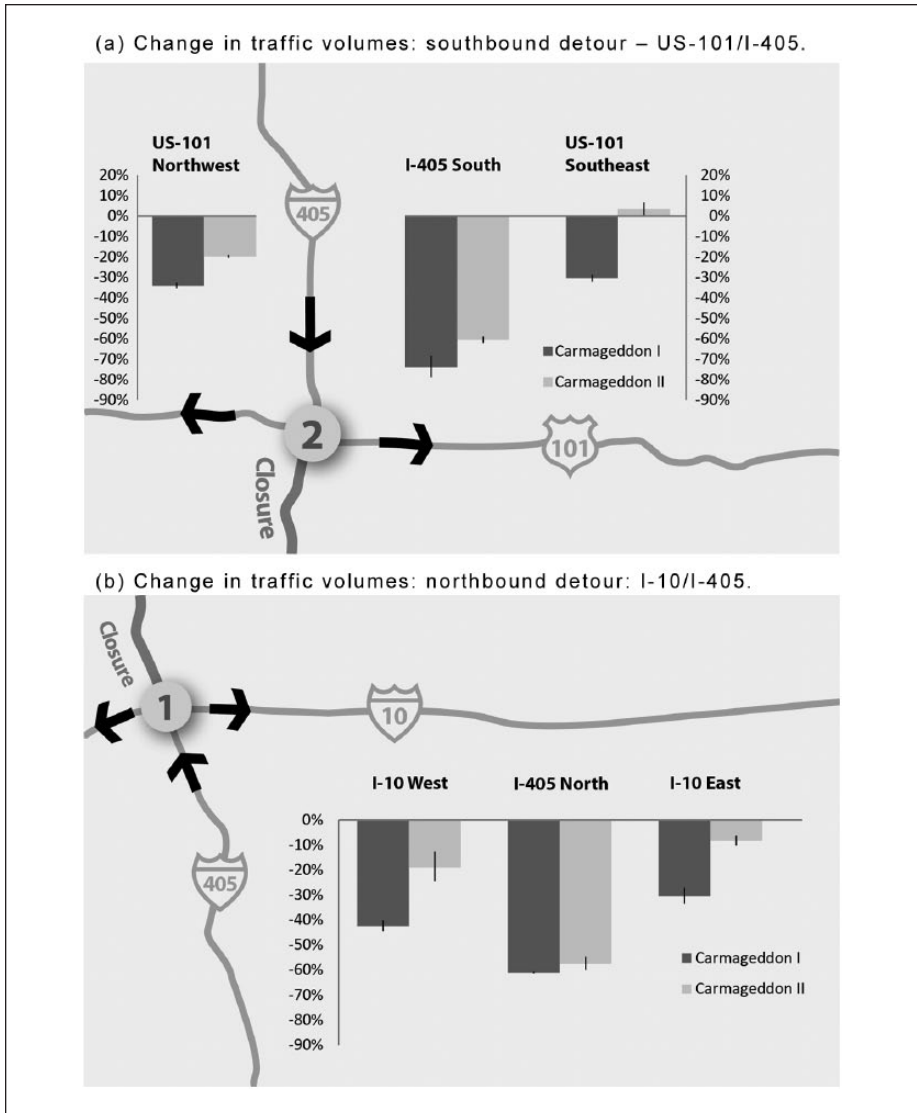 (a) Change in traffic volumes: southbound detour – US-101/I-405.
US-101
Northwest
405
I-405 South
US-101
Southeast
20%
10%
0%
-10%
-20%
-30%
-40%
-50%
-60%
-70%
-80%
-90%
20%
10%
0%
-10%
-20%
-30%
-40%
-50%
-60%
-70%
-80%
-90%
Carmageddon I
Carmageddon II
2
101
Closure
(b) Change in traffic volumes: northbound detour: I-10/I-405.
Closure
1
10
405
I-10 West
I-405 North
I-10 East
0%
-10%
-20%
-30%
-40%
-50%
-60%
-70%
-80%
-90%
Carmageddon I
Carmageddon II